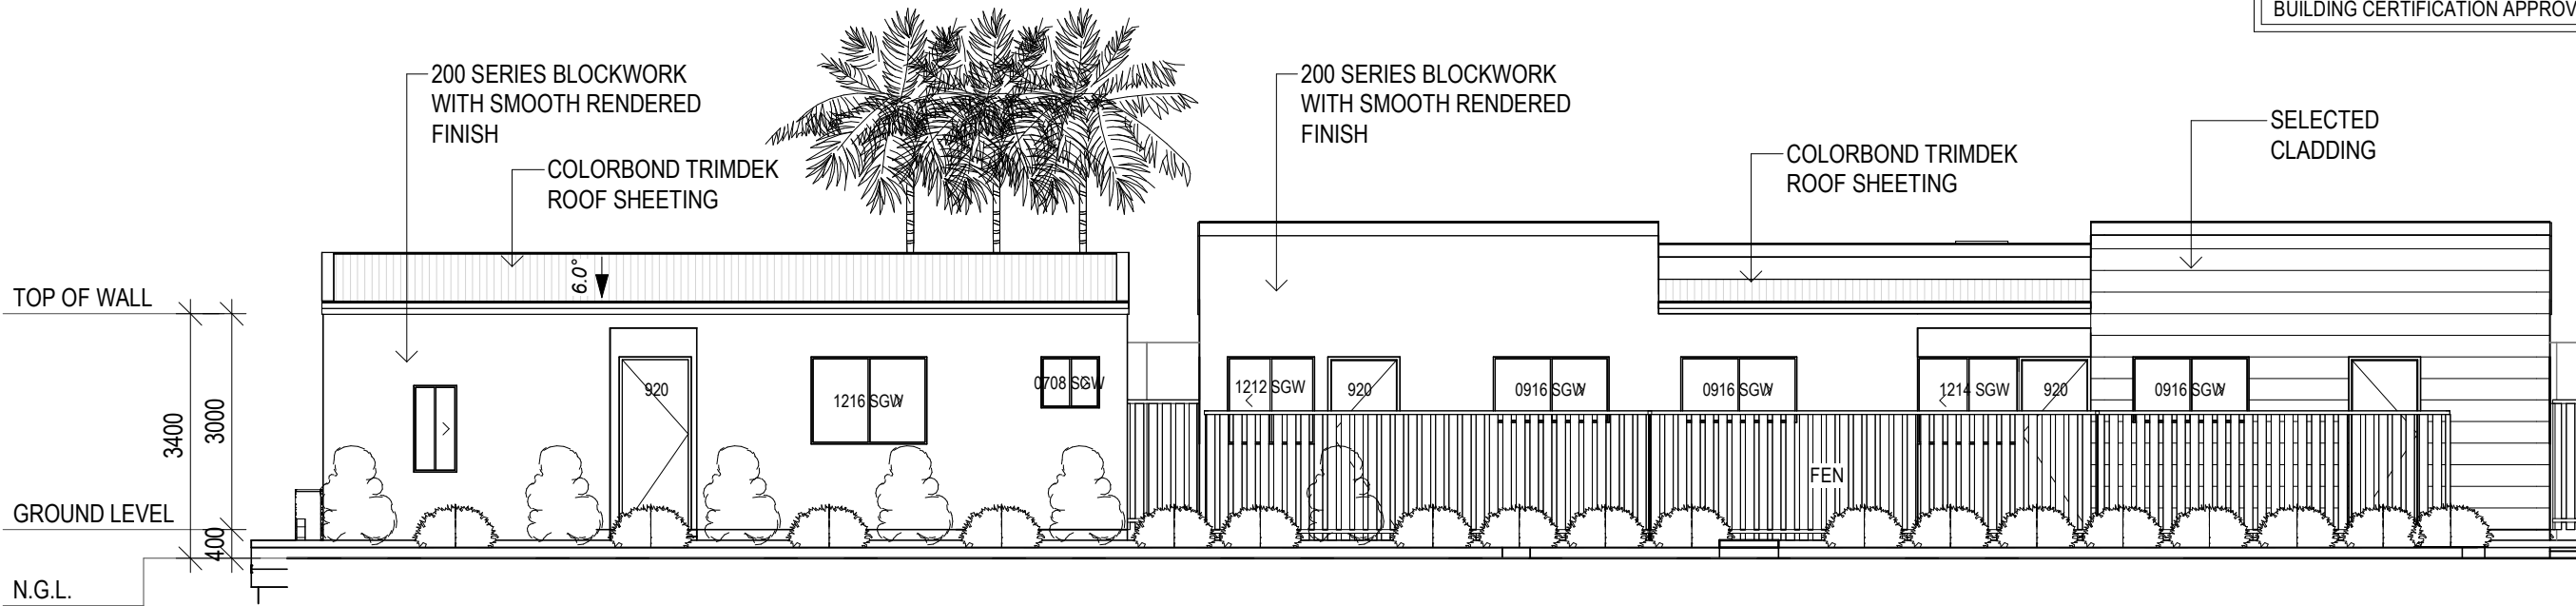 BUILDING CERTIFICATION APPROV
200 SERIES BLOCKWORK
WITH SMOOTH RENDERED
FINISH
COLORBOND TRIMDEK
ROOF SHEETING
200 SERIES BLOCKWORK
WITH SMOOTH RENDERED
FINISH
COLORBOND TRIMDEK
ROOF SHEETING
SELECTED
CLADDING
6.0°
TOP OF WALL
3400
3000
GROUND LEVEL
400
N.G.L.
920
1216 SGW
0708 SGW
1212 SGW
920
0916 SGW
0916 SGW
1214 SGW
920
0916 SGW
FEN